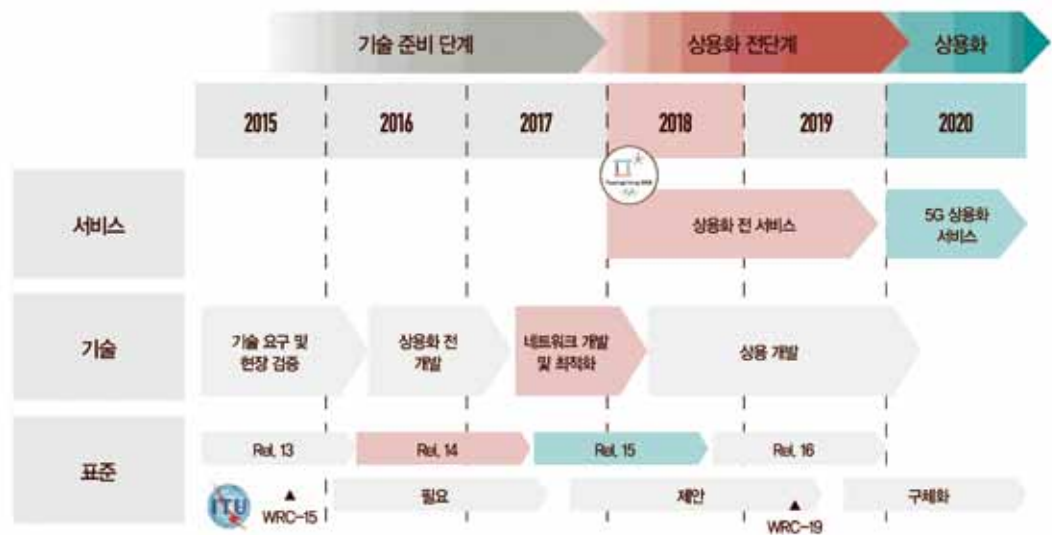 기술 준비 단계
상용화 전단계
상용화
2015
2016
2017
2018
2019
2020
서비스
상용화 전 서비스
5G 상용화
서비스
기술
기술 요구 및
현장 검증
상용화 전
개발
네트워크 개발
및 최적화
상용 개발
표준
Rel. 13
Rel. 14
Rel. 15
Rel. 16
ITU
WRC-15
필요
제안
WRC-19
구체화